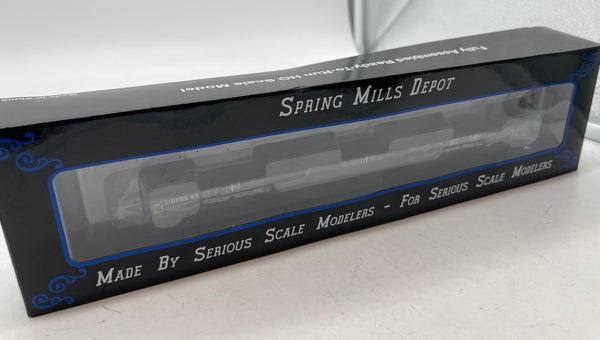 Fully Assembled Ready-To-Run HO Scale Model
SPRING MILLS DEPOT
MADE BY SERIOUS SCALE MODELERS - FOR SERIOUS SCALE MODELERS